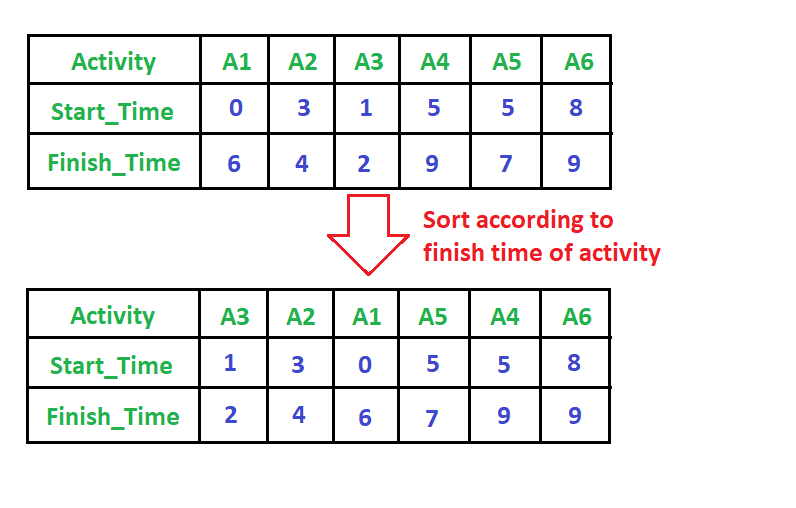 Activity A1 A2 A3 A4 A5 A6
Start_Time 0 3 1 5 5 8
Finish_Time 6 4 2 9 7 9
Sort according to
finish time of activity
Activity A3 A2 A1 A5 A4 A6
Start_Time 1 3 0 5 5 8
Finish_Time 2 4 6 7 9 9